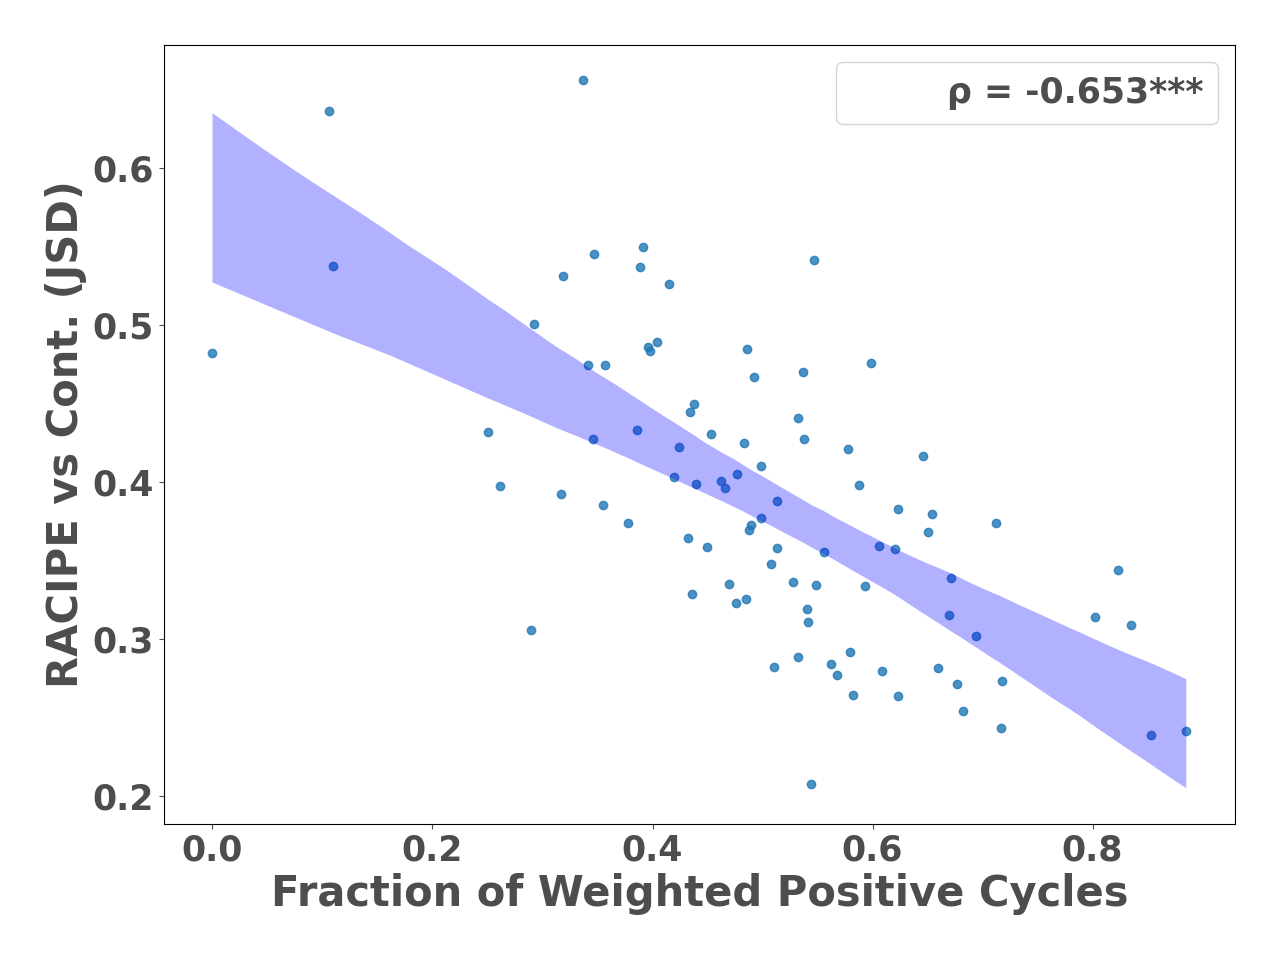 ρ = -0.653***
RACIPE vs Cont. (JSD)
0.6
0.5
0.4
0.3
0.2
0.0 0.2 0.4 0.6 0.8
Fraction of Weighted Positive Cycles